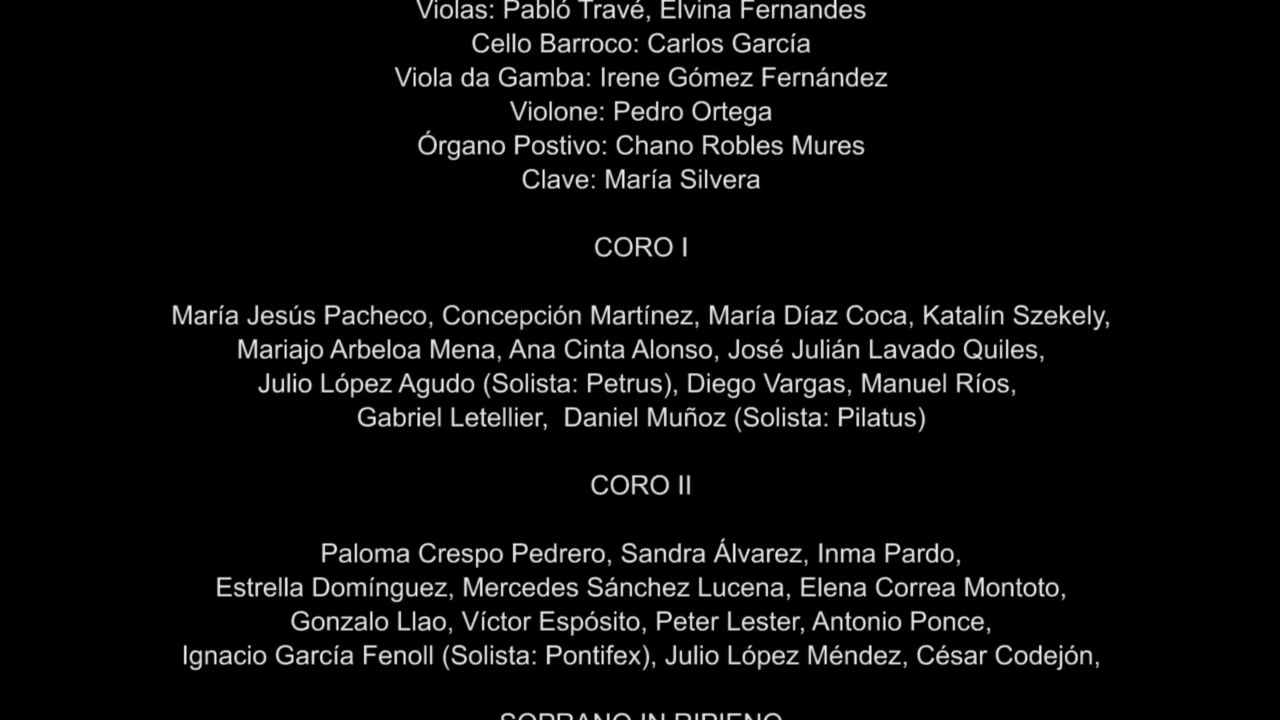 Violas: Pabló Travé, Elvina Fernandes
Cello Barroco: Carlos García
Viola da Gamba: Irene Gómez Fernández
Violone: Pedro Ortega
Órgano Postivo: Chano Robles Mures
Clave: María Silvera
CORO I
María Jesús Pacheco, Concepción Martínez, María Díaz Coca, Katalín Szekely,
Mariajo Arbeloa Mena, Ana Cinta Alonso, José Julián Lavado Quiles,
Julio López Agudo (Solista: Petrus), Diego Vargas, Manuel Ríos,
Gabriel Letellier, Daniel Muñoz (Solista: Pilatus)
CORO II
Paloma Crespo Pedrero, Sandra Álvarez, Inma Pardo,
Estrella Domínguez, Mercedes Sánchez Lucena, Elena Correa Montoto,
Gonzalo Llao, Víctor Espósito, Peter Lester, Antonio Ponce,
Ignacio García Fenoll (Solista: Pontifex), Julio López Méndez, César Codejón,
SOPRANO IN RIPIENO